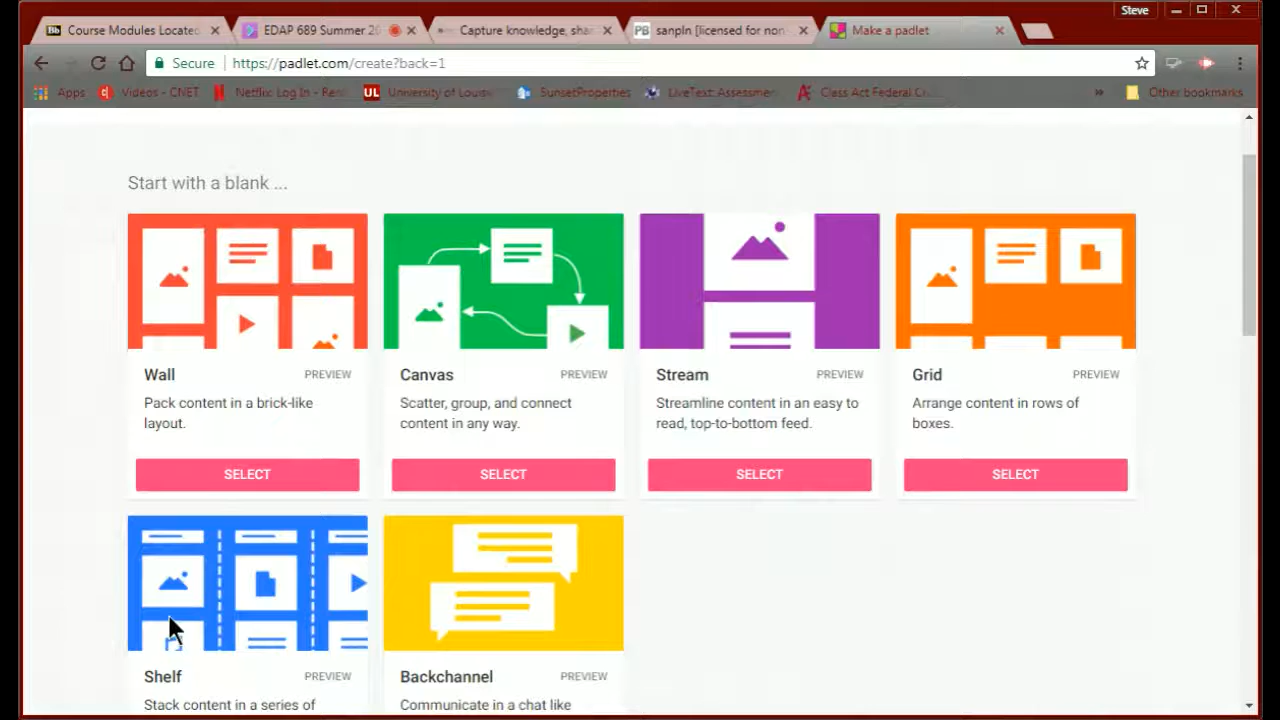 Steve
Course Modules Locate
EDAP 689 Summer 20
Capture knowledge, shar
sanpln [licensed for non
Make a padlet
Secure
https://padlet.com/create?back=1
Apps
Videos - CNET
Netflix: Log In - Ren
University of Louisv
SunsetProperties
LiveText: Assessmen
Class Act Federal Cr
Other bookmarks
Start with a blank ...
Wall
PREVIEW
Canvas
PREVIEW
Stream
PREVIEW
Grid
PREVIEW
Pack content in a brick-like
layout.
Scatter, group, and connect
content in any way.
Streamline content in an easy to
read, top-to-bottom feed.
Arrange content in rows of
boxes.
SELECT
SELECT
SELECT
SELECT
Shelf
PREVIEW
Backchannel
PREVIEW
Stack content in a series of
Communicate in a chat like